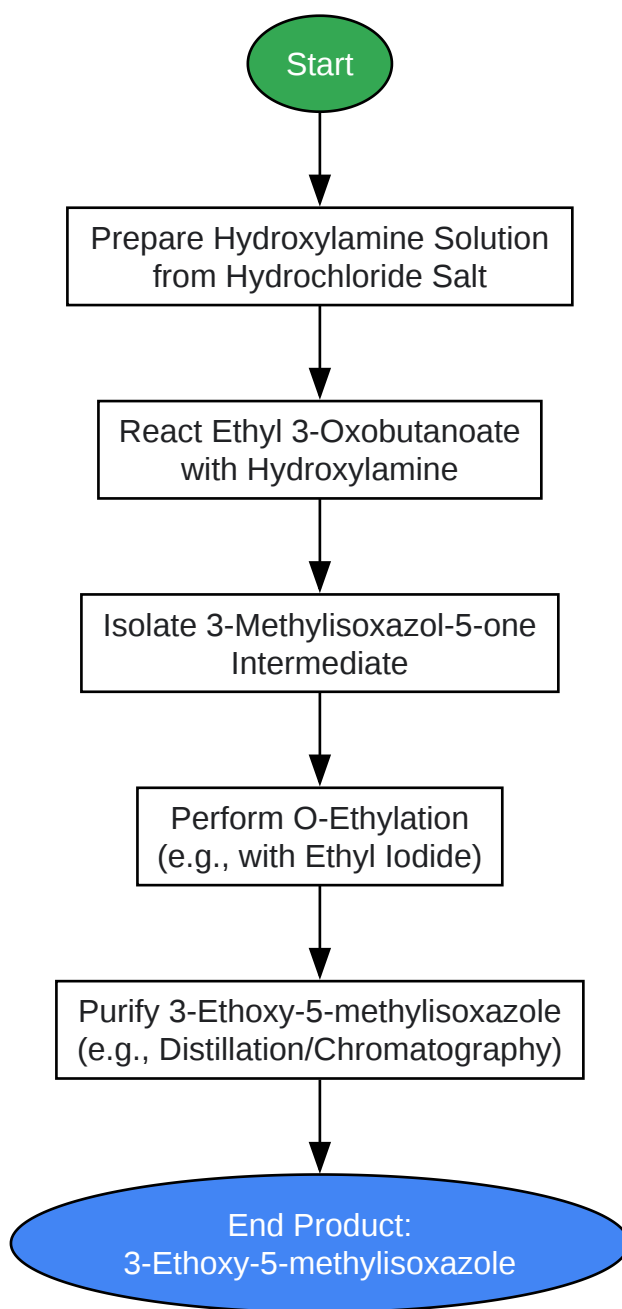 Start
Prepare Hydroxylamine Solution
from Hydrochloride Salt
React Ethyl 3-Oxobutanoate
with Hydroxylamine
Isolate 3-Methylisoxazol-5-one
Intermediate
Perform O-Ethylation
(e.g., with Ethyl Iodide)
Purify 3-Ethoxy-5-methylisoxazole
(e.g., Distillation/Chromatography)
End Product:
3-Ethoxy-5-methylisoxazole